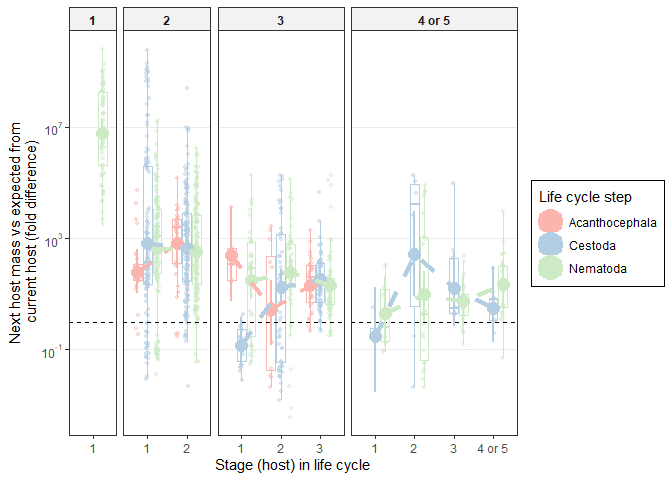 1 2 3 4 or 5
Next host mass vs expected from
current host (fold difference)
10^7
10^3
10^-1
1 1 2 1 2 3 1 2 3 4 or 5
Stage (host) in life cycle
Life cycle step
Acanthocephala
Cestoda
Nematoda